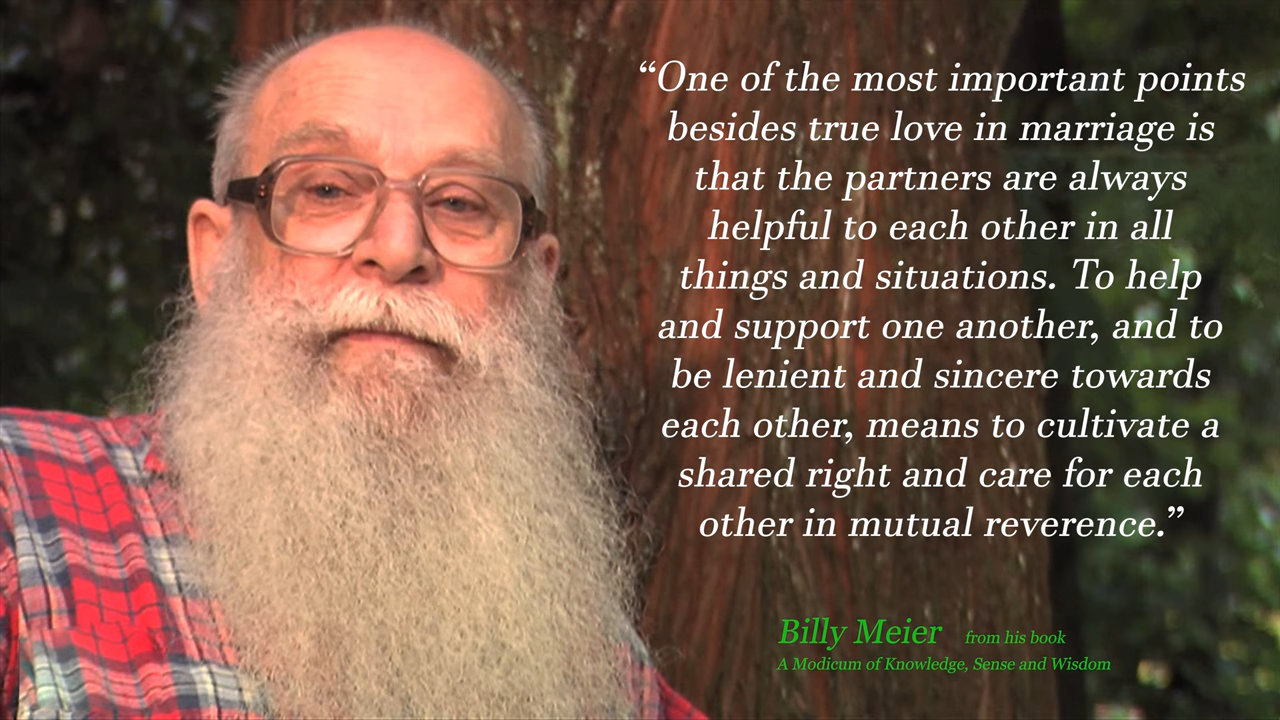 “One of the most important points
besides true love in marriage is
that the partners are always
helpful to each other in all
things and situations. To help
and support one another, and to
be lenient and sincere towards
each other, means to cultivate a
shared right and care for each
other in mutual reverence.”
Billy Meier from his book
A Modicum of Knowledge, Sense and Wisdom